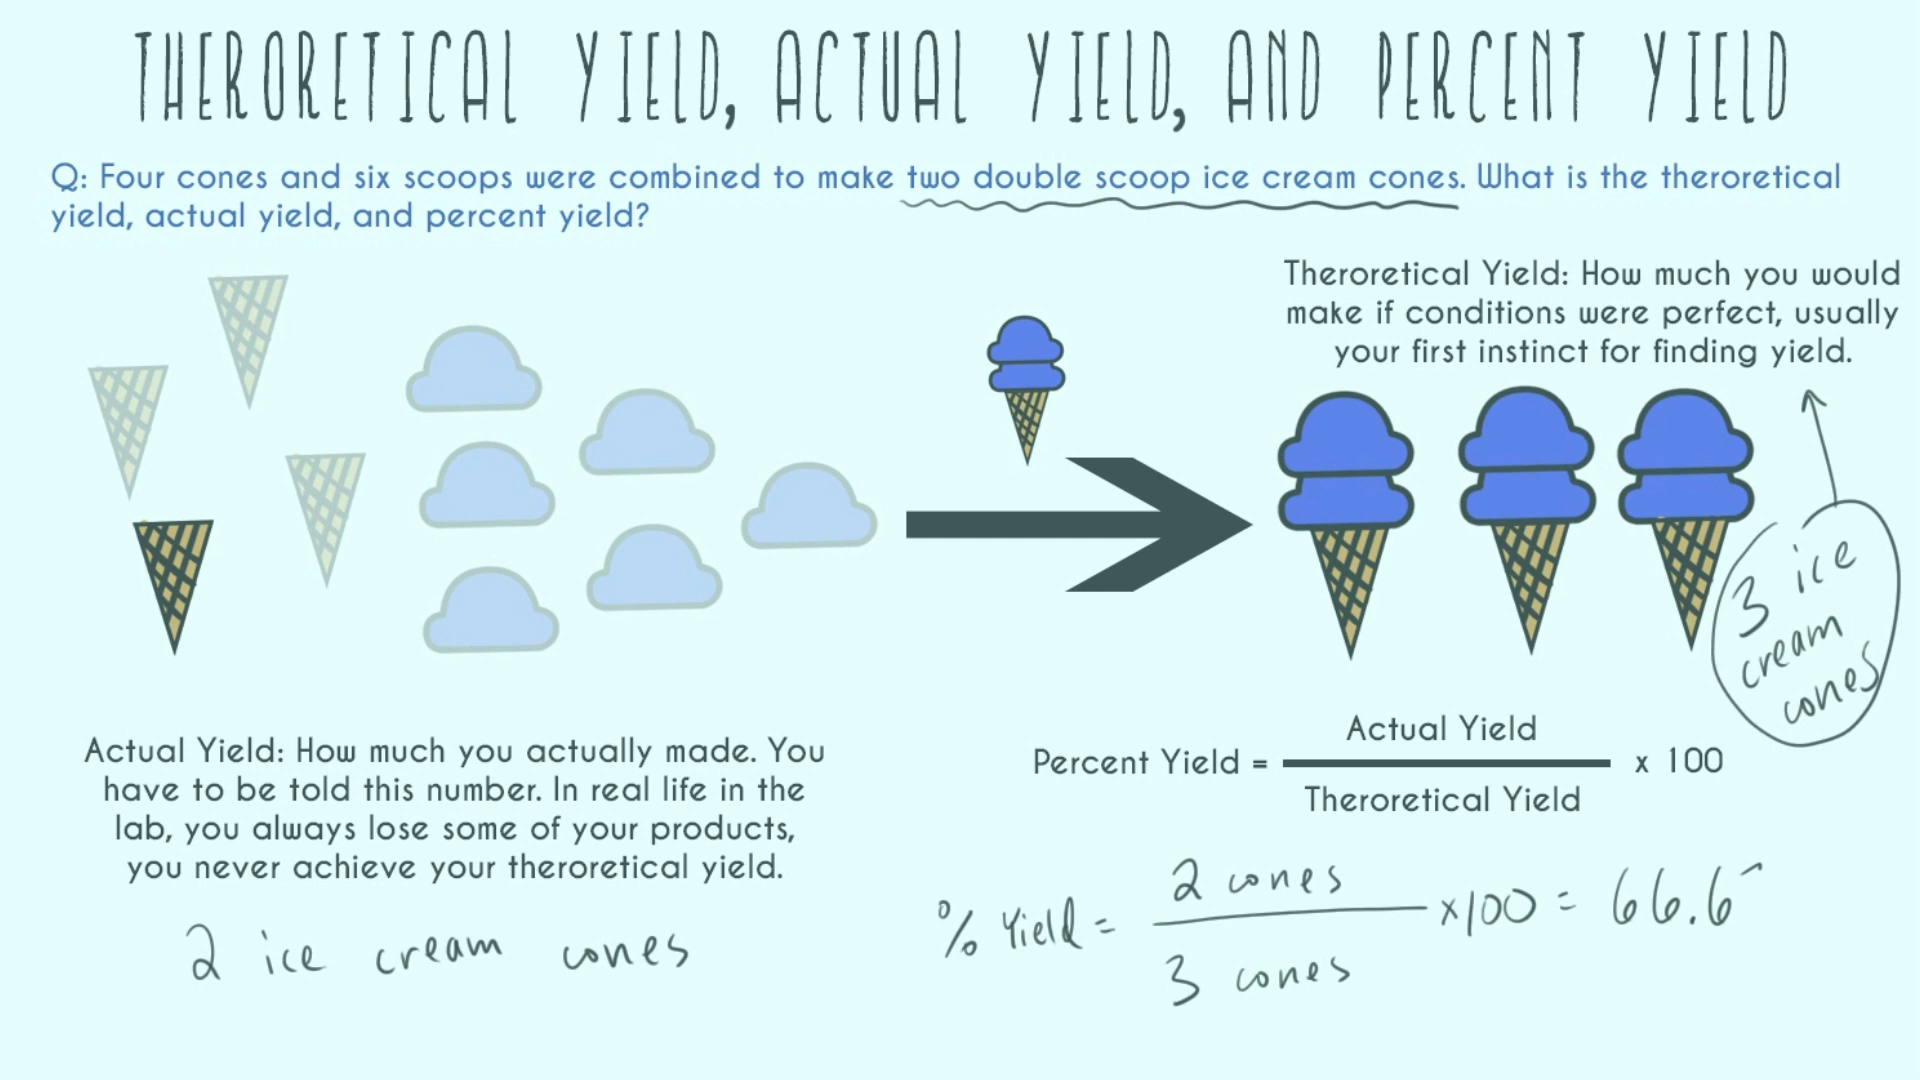 THERORETICAL YIELD, ACTUAL YIELD, AND PERCENT YIELD
Q: Four cones and six scoops were combined to make two double scoop ice cream cones. What is the theroretical
yield, actual yield, and percent yield?
Theroretical Yield: How much you would
make if conditions were perfect, usually
your first instinct for finding yield.
3 ice
cream
cones
Actual Yield: How much you actually made. You
have to be told this number. In real life in the
lab, you always lose some of your products,
you never achieve your theroretical yield.
2 ice cream cones
Actual Yield
Percent Yield = x 100
Theroretical Yield
2 cones
% Yield = x100 = 66.6
3 cones